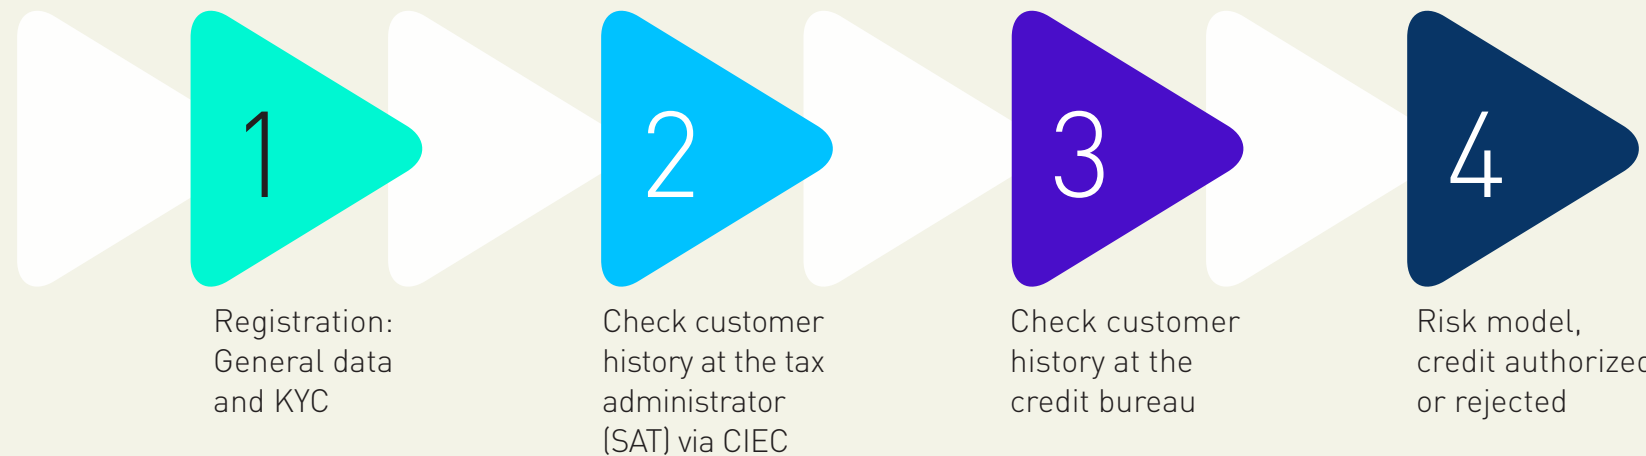 1
Registration:
General data
and KYC
2
Check customer
history at the tax
administrator
(SAT) via CIEC
3
Check customer
history at the
credit bureau
4
Risk model,
credit authorized
or rejected